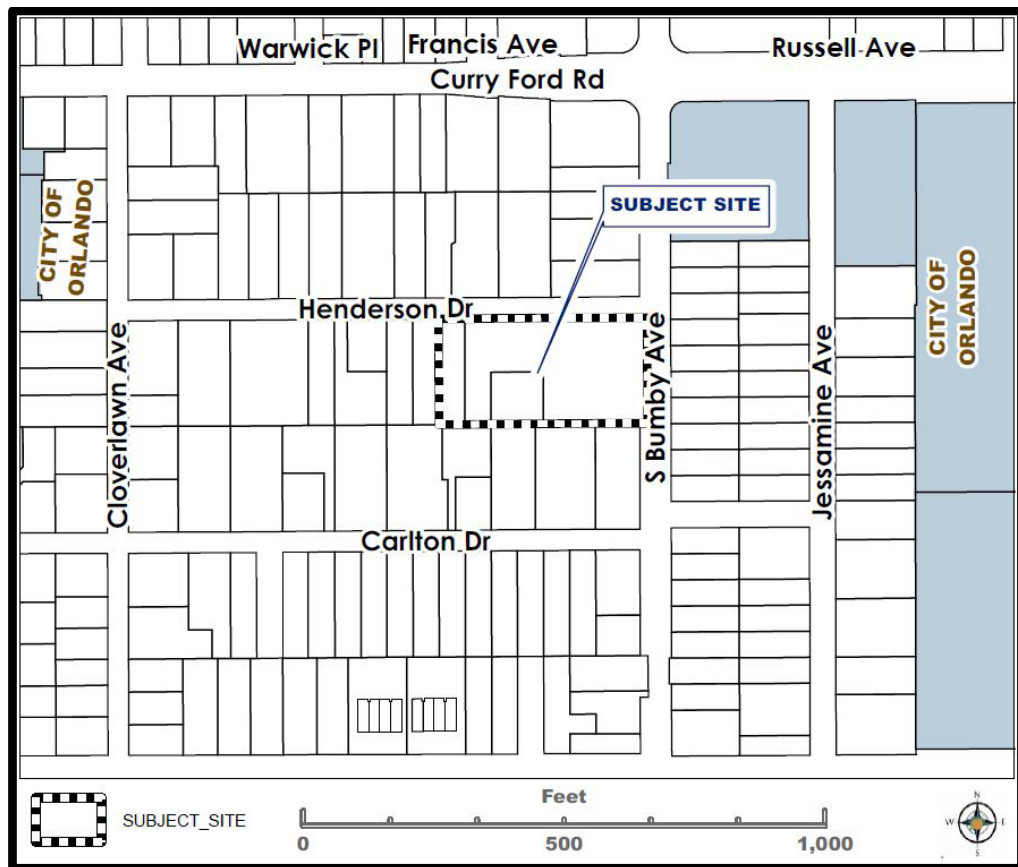 Warwick Pl
Francis Ave
Russell Ave
Curry Ford Rd
CITY OF
ORLANDO
SUBJECT SITE
Henderson Dr
CITY OF
ORLANDO
Cloverlawn Ave
S Bumby Ave
Jessamine Ave
Carlton Dr
SUBJECT_SITE
Feet
0
500
1,000
N
W
E
S